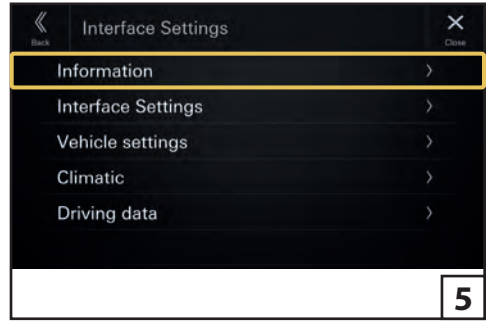 Interface Settings
Back
Close
Information
Interface Settings
Vehicle settings
Climatic
Driving data
5